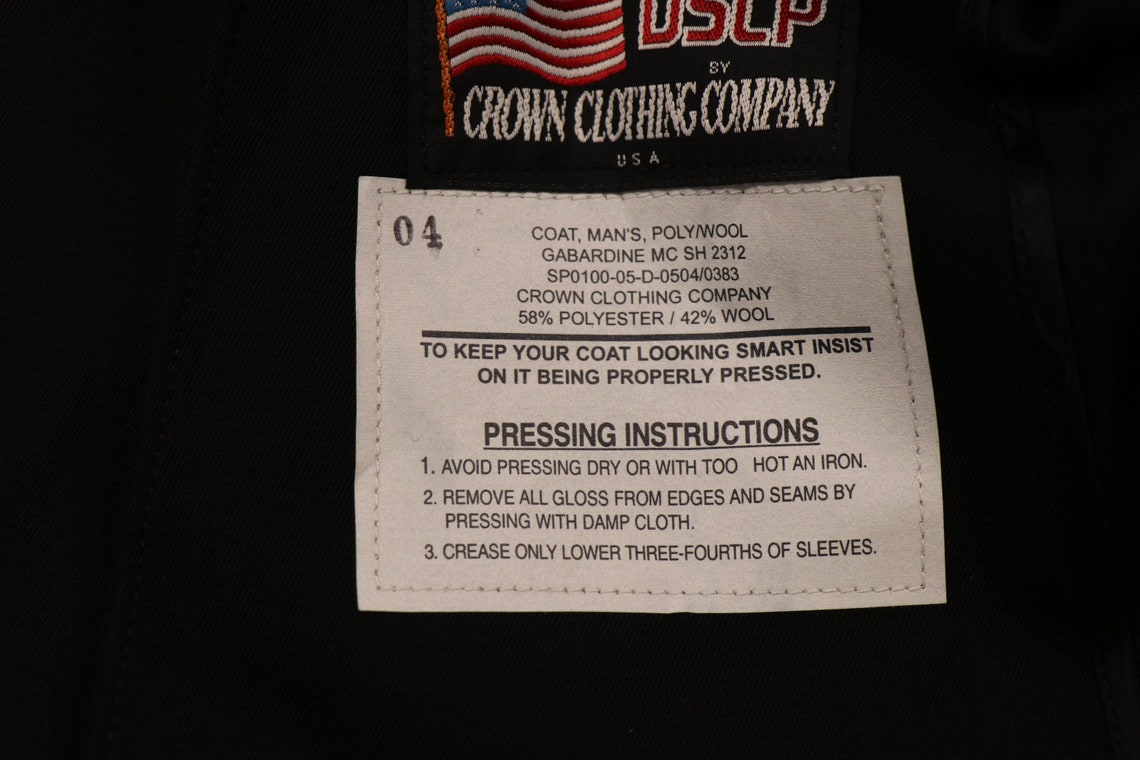 DSCP
BY
CROWN CLOTHING COMPANY
USA
04
COAT, MAN'S, POLY/WOOL
GABARDINE MC SH 2312
SP0100-05-D-0504/0383
CROWN CLOTHING COMPANY
58% POLYESTER / 42% WOOL
TO KEEP YOUR COAT LOOKING SMART INSIST
ON IT BEING PROPERLY PRESSED.
PRESSING INSTRUCTIONS
1. AVOID PRESSING DRY OR WITH TOO HOT AN IRON.
2. REMOVE ALL GLOSS FROM EDGES AND SEAMS BY
PRESSING WITH DAMP CLOTH.
3. CREASE ONLY LOWER THREE-FOURTHS OF SLEEVES.